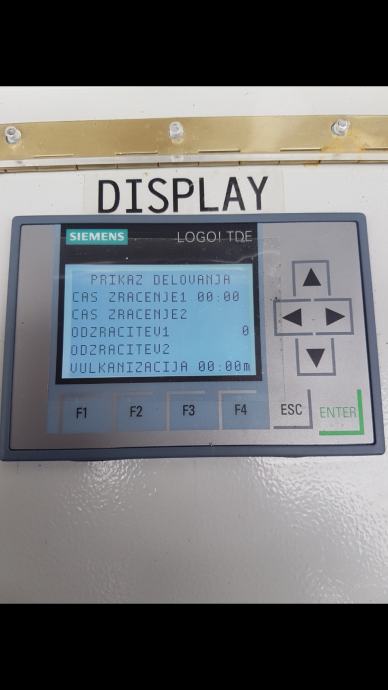 DISPLAY
SIEMENS LOGO! TDE
PRIKAZ DELOVANJA
CAS ZRACENJE1 00:00
CAS ZRACENJE2
ODZRACITEV1 0
ODZRACITEV2
VULKANIZACIJA 00:00m
F1 F2 F3 F4 ESC ENTER